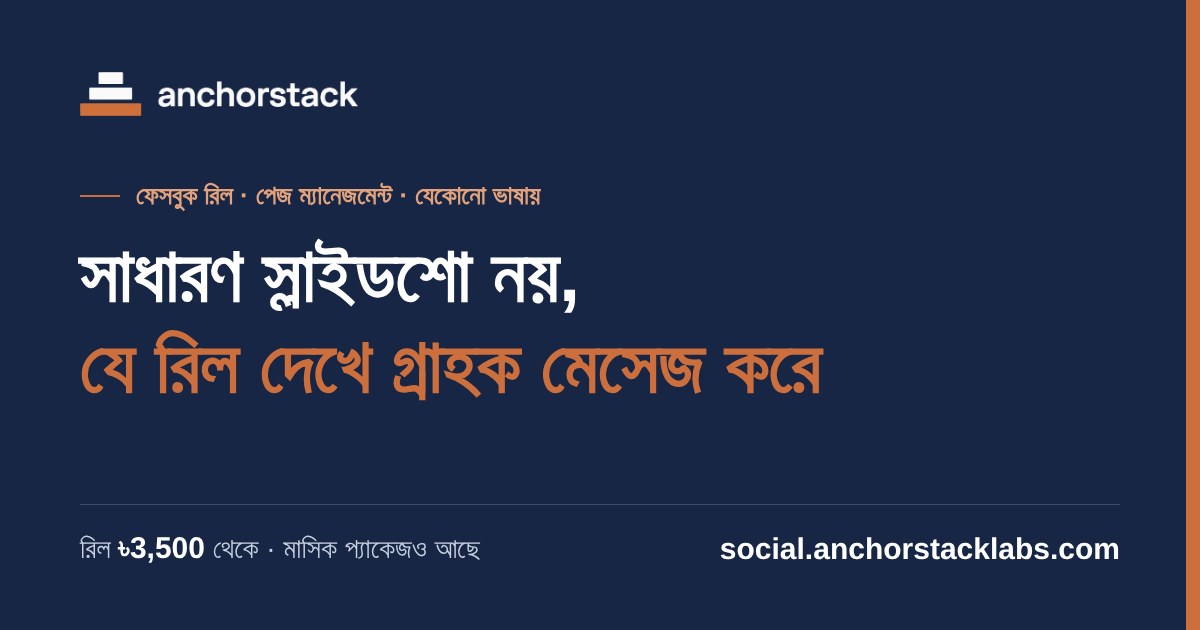 anchorstack
ফেসবুক রিল · পেজ ম্যানেজমেন্ট · যেকোনো ভাষায়
সাধারণ স্লাইডশো নয়,
যে রিল দেখে গ্রাহক মেসেজ করে
রিল ৳3,500 থেকে · মাসিক প্যাকেজও আছে
social.anchorstacklabs.com